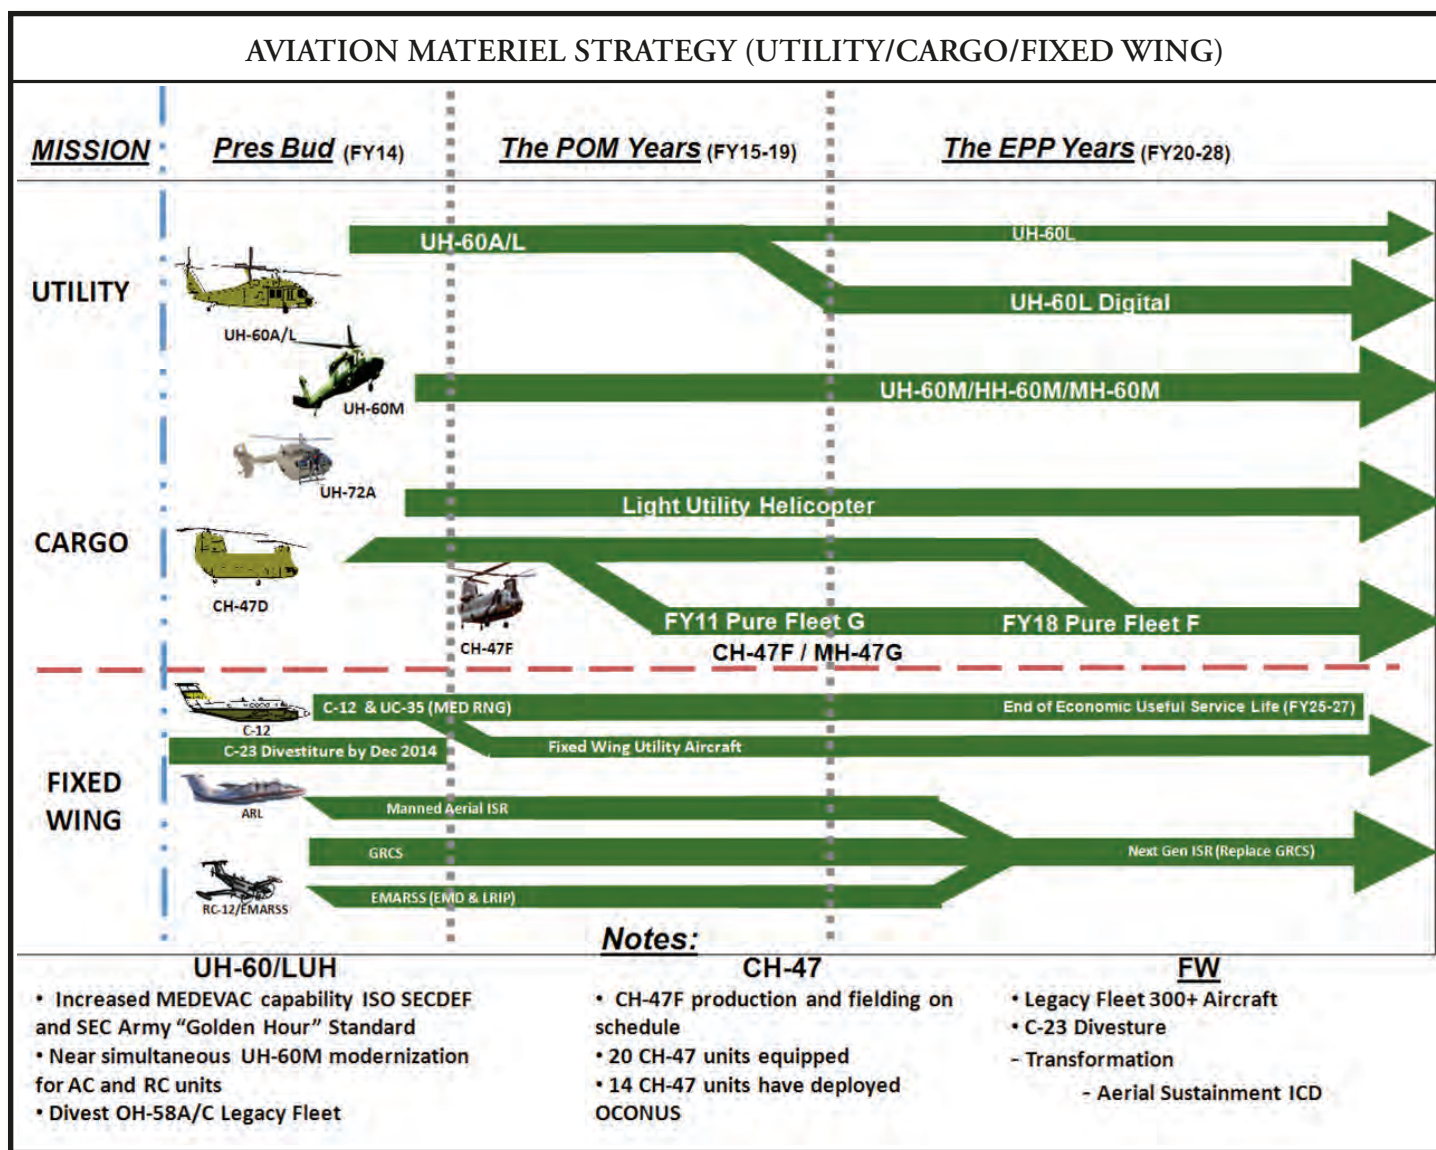 AVIATION MATERIEL STRATEGY (UTILITY/CARGO/FIXED WING)
MISSION
Pres Bud (FY14)
The POM Years (FY15-19)
The EPP Years (FY20-28)
UTILITY
UH-60A/L
UH-60L
UH-60L Digital
UH-60A/L
UH-60M/HH-60M/MH-60M
UH-60M
UH-72A
Light Utility Helicopter
CARGO
CH-47D
CH-47F
FY11 Pure Fleet G
FY18 Pure Fleet F
CH-47F / MH-47G
FIXED
WING
C-12 & UC-35 (MED RNG)
End of Economic Useful Service Life (FY25-27)
C-12
C-23 Divestiture by Dec 2014
Fixed Wing Utility Aircraft
ARL
Manned Aerial ISR
GRCS
Next Gen ISR (Replace GRCS)
RC-12/EMARSS
EMARSS (EMD & LRIP)
Notes:
UH-60/LUH
• Increased MEDEVAC capability ISO SECDEF
and SEC Army “Golden Hour” Standard
• Near simultaneous UH-60M modernization
for AC and RC units
• Divest OH-58A/C Legacy Fleet
CH-47
• CH-47F production and fielding on
schedule
• 20 CH-47 units equipped
• 14 CH-47 units have deployed
OCONUS
FW
• Legacy Fleet 300+ Aircraft
• C-23 Divesture
- Transformation
- Aerial Sustainment ICD